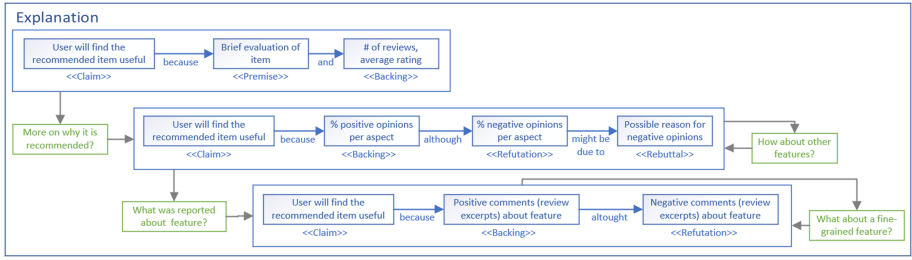 Explanation
User will find the
recommended item useful
because
Brief evaluation of
item
and
# of reviews,
average rating
<<Claim>>
<<Premise>>
<<Backing>>
More on why it is
recommended?
User will find the
recommended item useful
because
% positive opinions
per aspect
although
% negative opinions
per aspect
might be
due to
Possible reason for
negative opinions
<<Claim>>
<<Backing>>
<<Refutation>>
<<Rebuttal>>
How about other
features?
What was reported
about feature?
User will find the
recommended item useful
because
Positive comments (review
excerpts) about feature
altought
Negative comments (review
excerpts) about feature
<<Claim>>
<<Backing>>
<<Refutation>>
What about a fine-
grained feature?